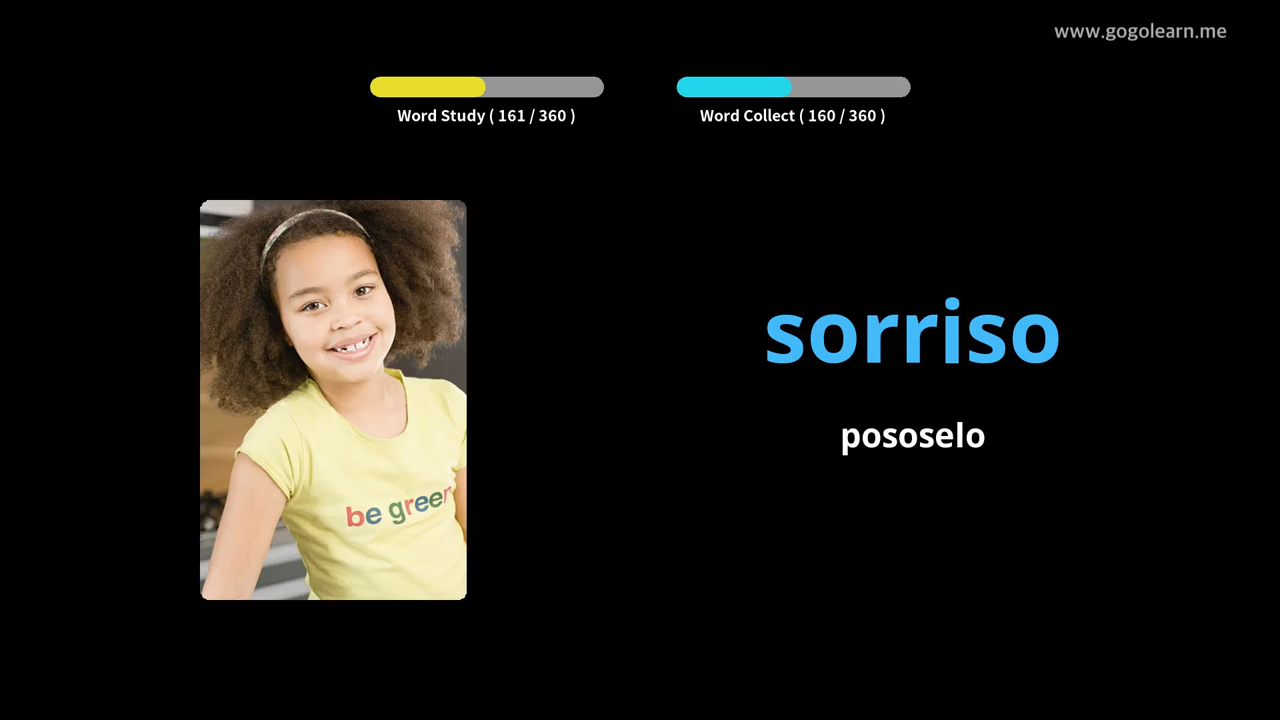 www.gogolearn.me
Word Study ( 161 / 360 )
Word Collect ( 160 / 360 )
sorriso
pososelo
be green